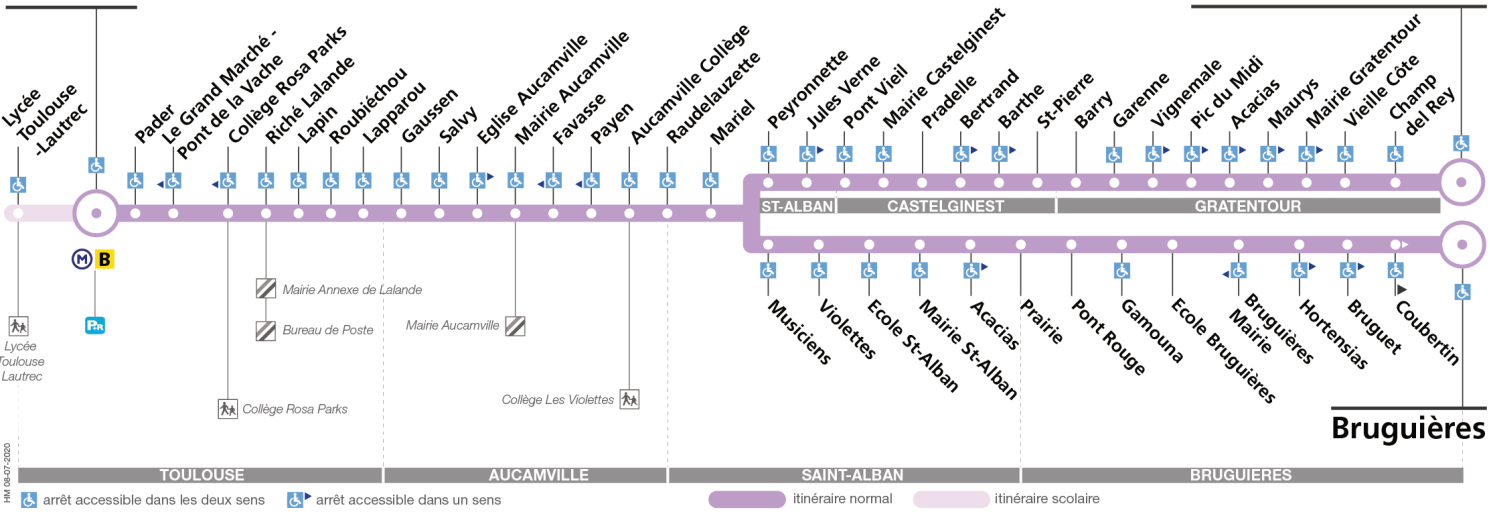 Lycée
Toulouse
-Lautrec
Pader
Le Grand Marché -
Pont de la Vache
Collège Rosa Parks
Riché Lalande
Lapin
Roubiéchou
Lapparou
Gaussen
Salvy
Eglise Aucamville
Mairie Aucamville
Favasse
Payen
Aucamville Collège
Raudelauzette
Mariel
Peyronnette
Jules Verne
Pont Vieil
Mairie Castelginest
Pradelle
Bertrand
Barthe
St-Pierre
Barry
Garenne
Vignemale
Pic du Midi
Acacias
Maurys
Mairie Gratentour
Vieille Côte
Champ
del Rey
ST-ALBAN
CASTELGINEST
GRATENTOUR
M B
P+R
Mairie Annexe de Lalande
Bureau de Poste
Mairie Aucamville
Lycée
Toulouse
Lautrec
Collège Rosa Parks
Collège Les Violettes
Musiciens
Violettes
Ecole St-Alban
Mairie St-Alban
Acacias
Prairie
Pont Rouge
Gamouna
Ecole Bruguières
Bruguières
Mairie
Hortensias
Bruguet
Coubertin
Bruguières
TOULOUSE
AUCAMVILLE
SAINT-ALBAN
BRUGUIERES
HM 08-07-2020
arrêt accessible dans les deux sens
arrêt accessible dans un sens
itinéraire normal
itinéraire scolaire